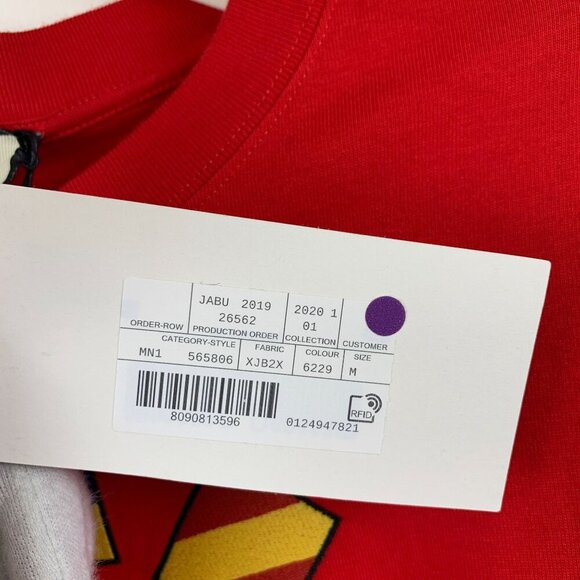 JABU 2019 2020 1
26562 01
ORDER-ROW PRODUCTION ORDER COLLECTION CUSTOMER
CATEGORY-STYLE FABRIC COLOUR SIZE
MN1 565806 XJB2X 6229 M
8090813596 0124947821 RFID